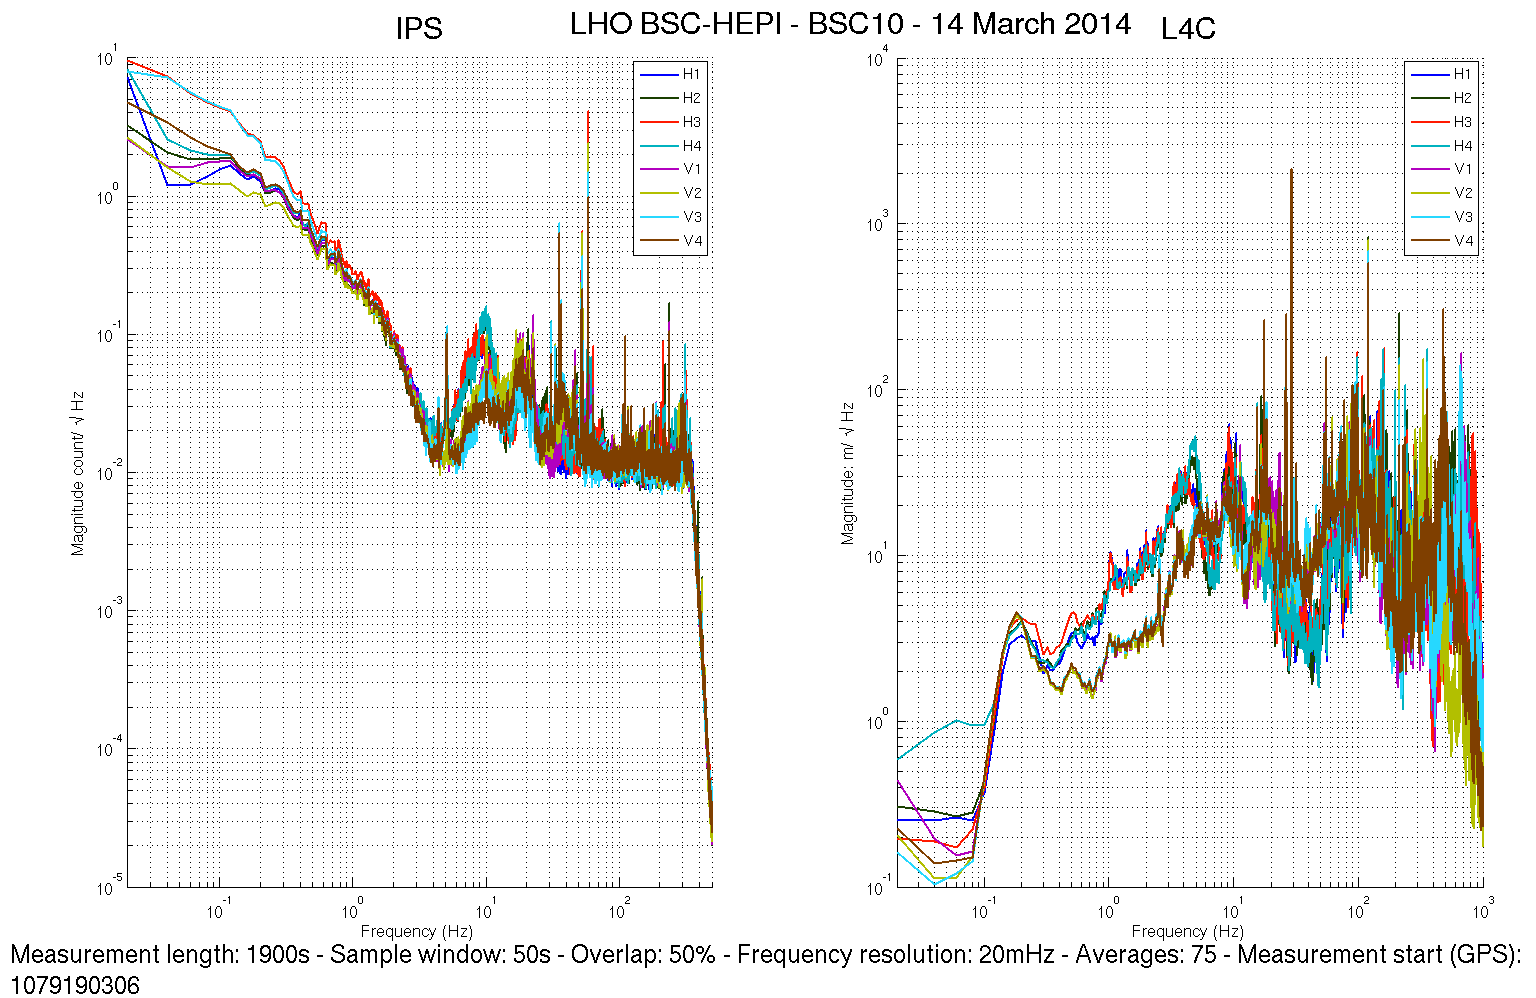 IPS
LHO BSC-HEPI - BSC10 - 14 March 2014
L4C
H1
H2
H3
H4
V1
V2
V3
V4
10^1
10^0
10^-1
10^-2
10^-3
10^-4
10^-5
Magnitude count/ √ Hz
10^-1
10^0
10^1
10^2
Frequency (Hz)
H1
H2
H3
H4
V1
V2
V3
V4
10^4
10^3
10^2
10^1
10^0
10^-1
Magnitude: m/ √ Hz
10^-1
10^0
10^1
10^2
10^3
Frequency (Hz)
Measurement length: 1900s - Sample window: 50s - Overlap: 50% - Frequency resolution: 20mHz - Averages: 75 - Measurement start (GPS):
1079190306